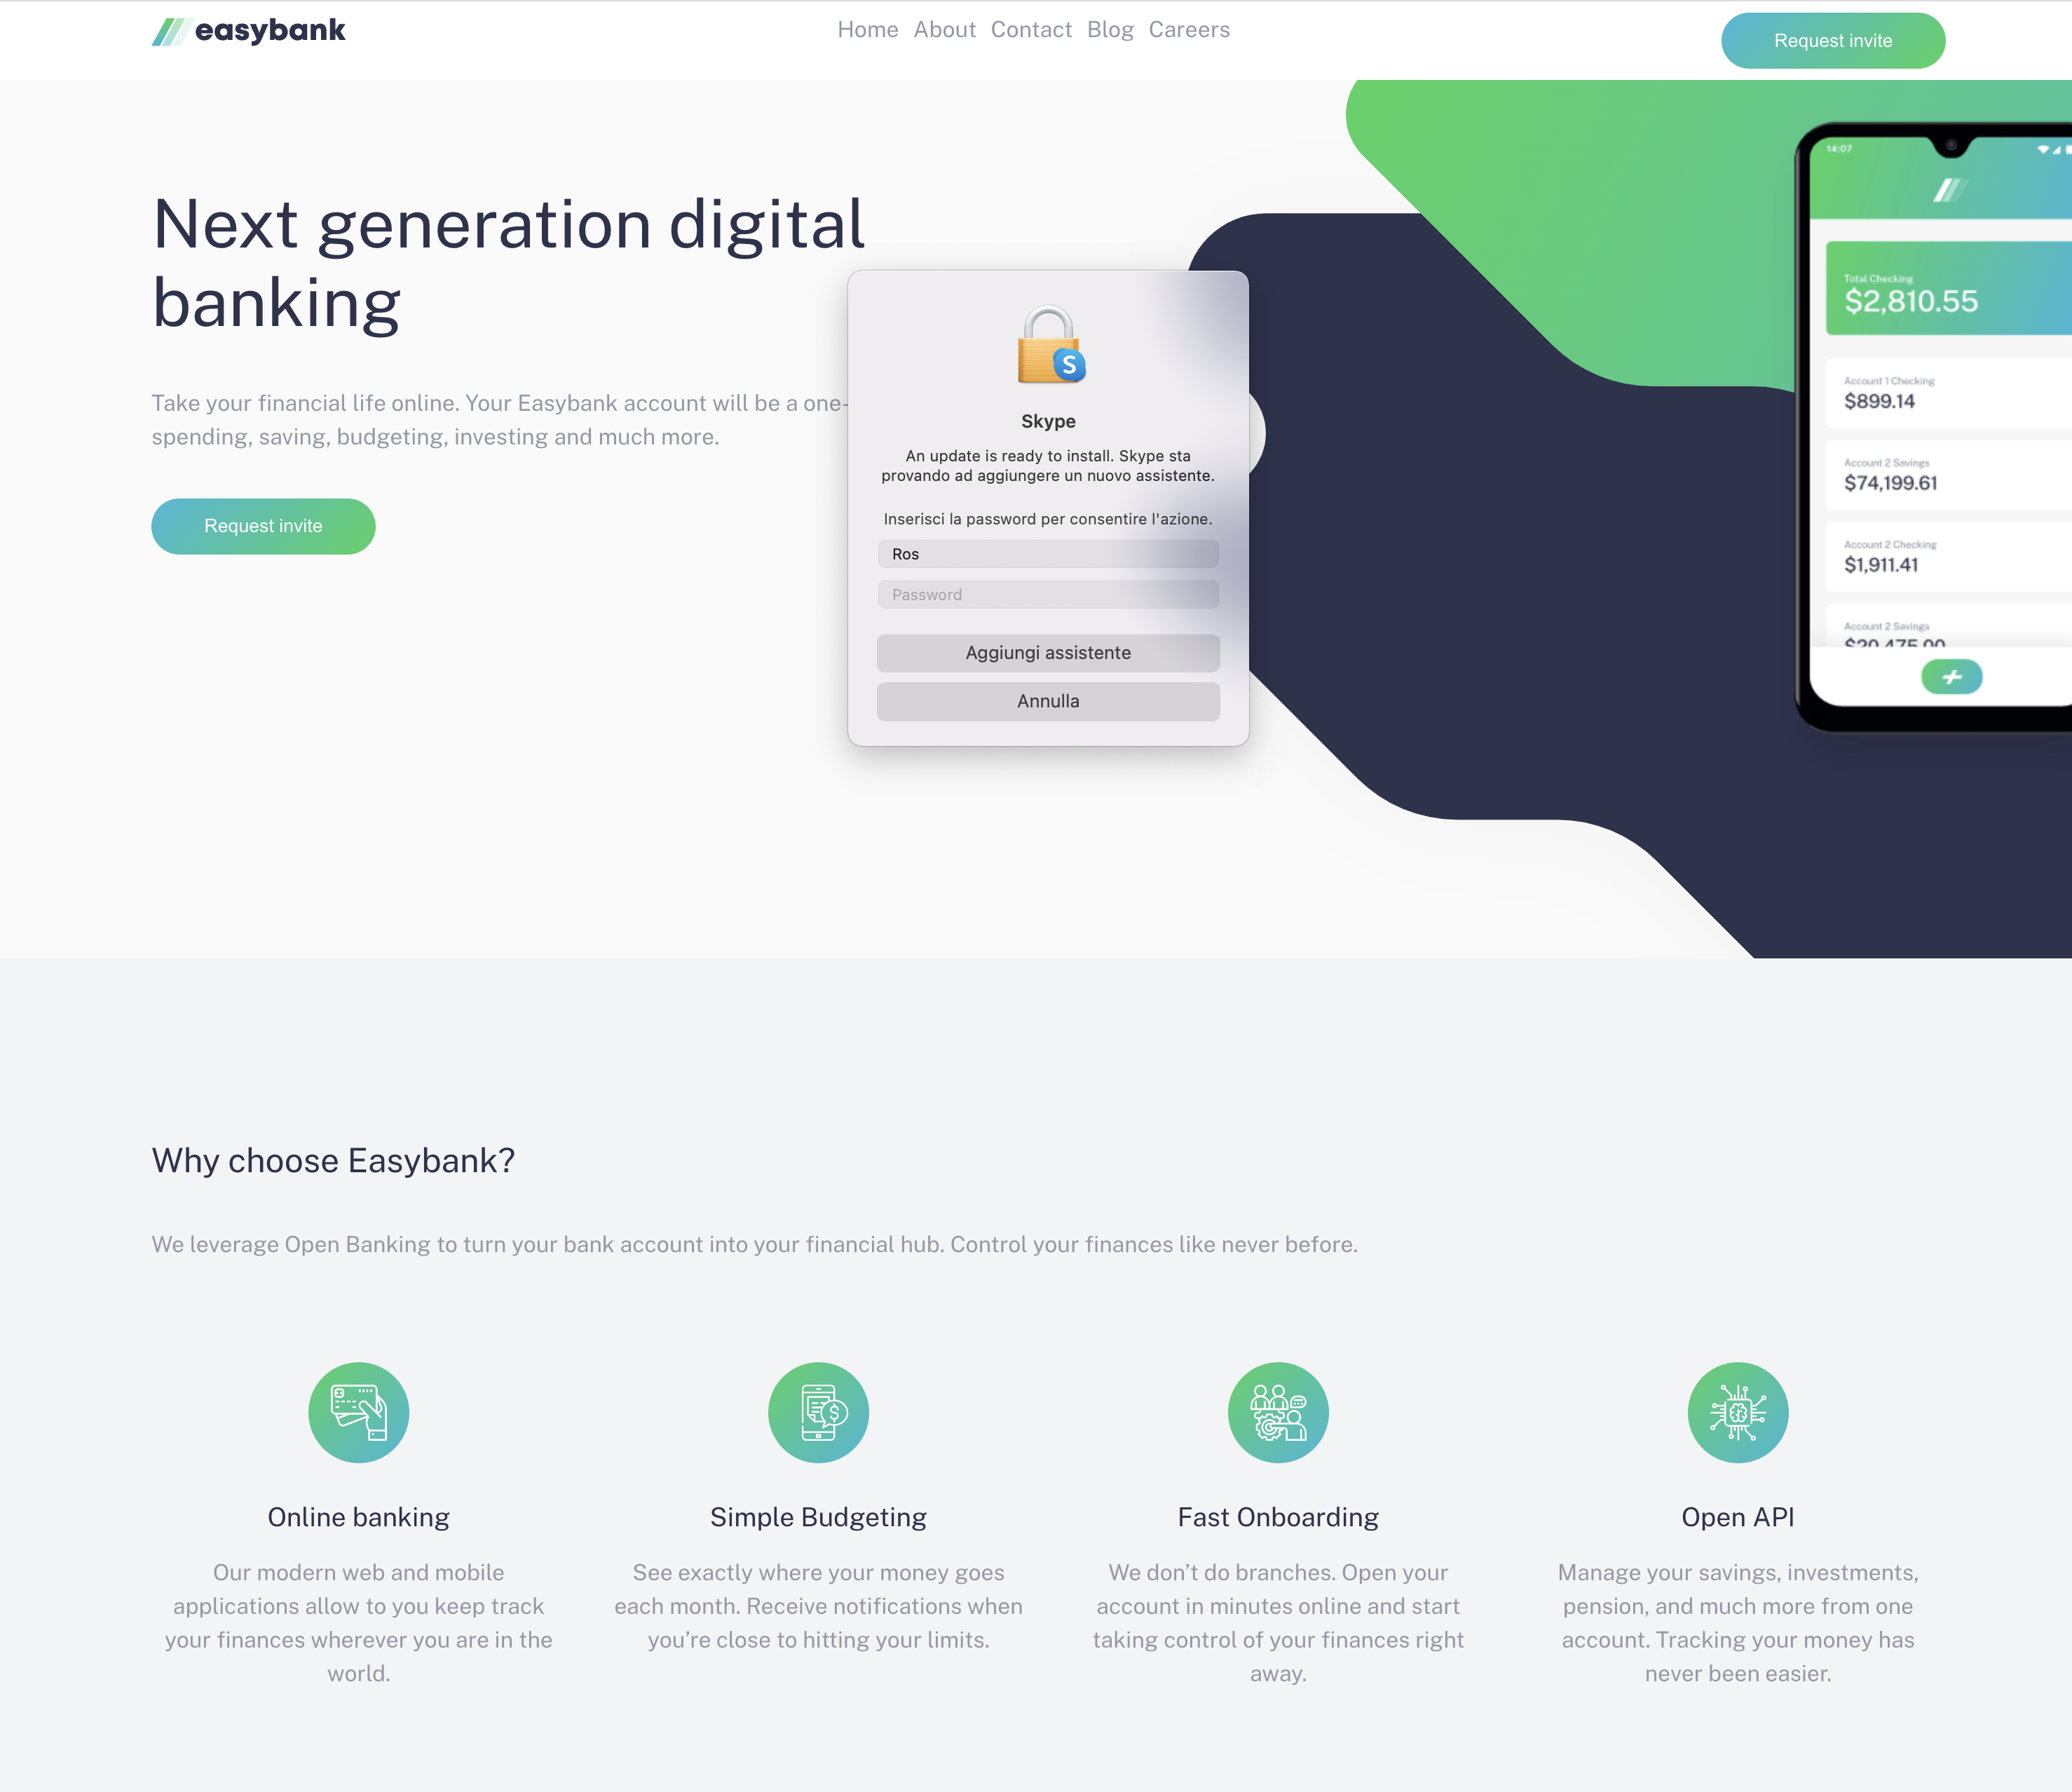 easybank
Home About Contact Blog Careers
Request invite
Next generation digital
banking
Take your financial life online. Your Easybank account will be a one-
spending, saving, budgeting, investing and much more.
Request invite
S
Skype
An update is ready to install. Skype sta
provando ad aggiungere un nuovo assistente.
Inserisci la password per consentire l'azione.
Ros
Password
Aggiungi assistente
Annulla
14:07
Total Checking
$2,810.55
Account 1 Checking
$899.14
Account 2 Savings
$74,199.61
Account 2 Checking
$1,911.41
Account 2 Savings
Why choose Easybank?
We leverage Open Banking to turn your bank account into your financial hub. Control your finances like never before.
Online banking
Our modern web and mobile
applications allow to you keep track
your finances wherever you are in the
world.
Simple Budgeting
See exactly where your money goes
each month. Receive notifications when
you’re close to hitting your limits.
Fast Onboarding
We don’t do branches. Open your
account in minutes online and start
taking control of your finances right
away.
Open API
Manage your savings, investments,
pension, and much more from one
account. Tracking your money has
never been easier.